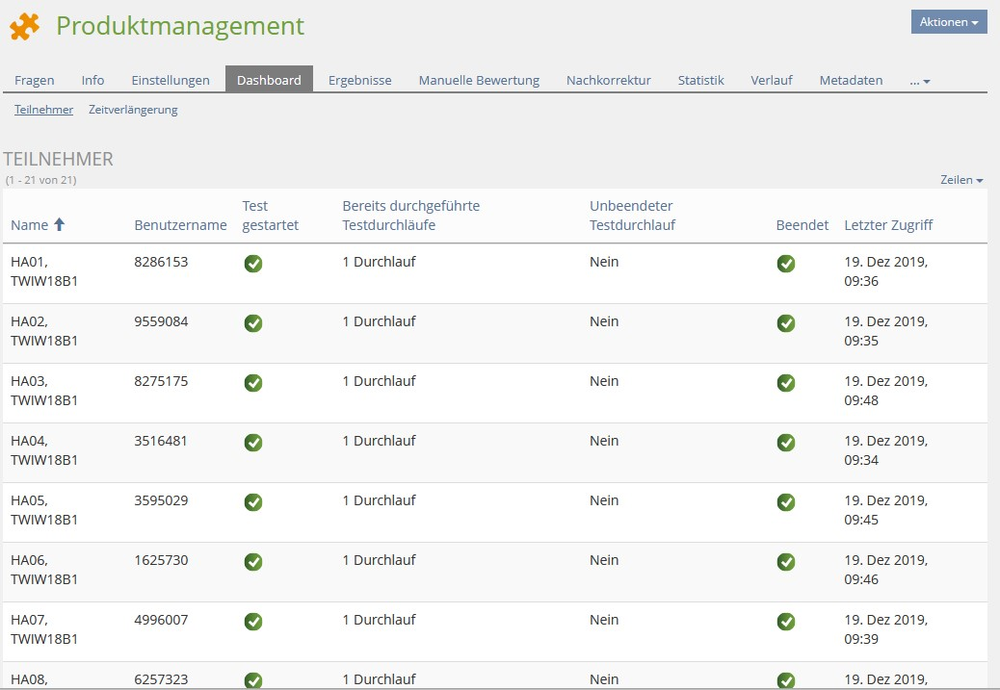 Produktmanagement
Aktionen
Fragen Info Einstellungen Dashboard Ergebnisse Manuelle Bewertung Nachkorrektur Statistik Verlauf Metadaten ...
Teilnehmer Zeitverlängerung
TEILNEHMER
(1 - 21 von 21)
Zeilen
Name Benutzername Test gestartet Bereits durchgeführte Testdurchläufe Unbeendeter Testdurchlauf Beendet Letzter Zugriff
HA01, 8286153 1 Durchlauf Nein 19. Dez 2019,
TWIW18B1 09:36
HA02, 9559084 1 Durchlauf Nein 19. Dez 2019,
TWIW18B1 09:35
HA03, 8275175 1 Durchlauf Nein 19. Dez 2019,
TWIW18B1 09:48
HA04, 3516481 1 Durchlauf Nein 19. Dez 2019,
TWIW18B1 09:34
HA05, 3595029 1 Durchlauf Nein 19. Dez 2019,
TWIW18B1 09:45
HA06, 1625730 1 Durchlauf Nein 19. Dez 2019,
TWIW18B1 09:46
HA07, 4996007 1 Durchlauf Nein 19. Dez 2019,
TWIW18B1 09:39
HA08, 6257323 1 Durchlauf Nein 19. Dez 2019,